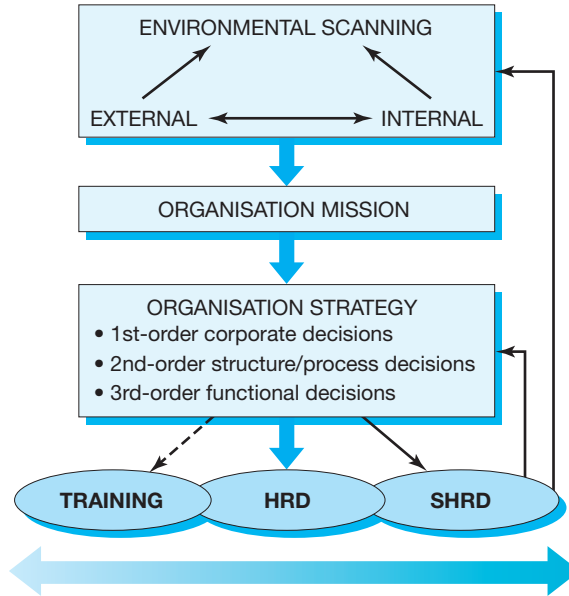 ENVIRONMENTAL SCANNING
EXTERNAL
INTERNAL
ORGANISATION MISSION
ORGANISATION STRATEGY
• 1st-order corporate decisions
• 2nd-order structure/process decisions
• 3rd-order functional decisions
TRAINING
HRD
SHRD